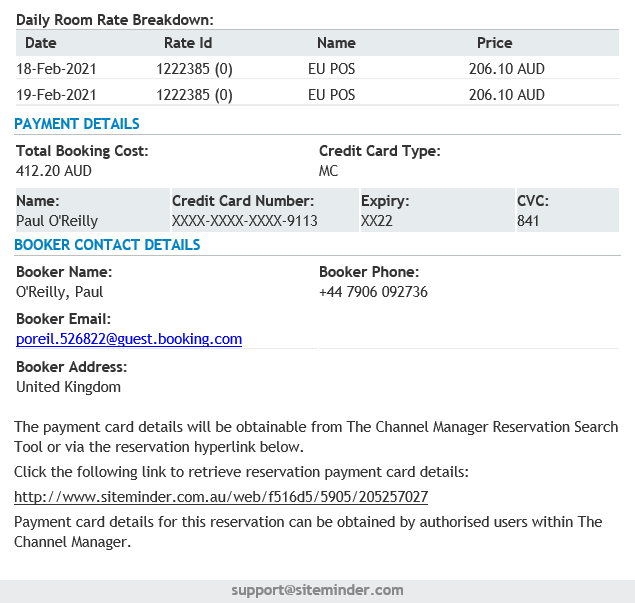 Daily Room Rate Breakdown:
Date Rate Id Name Price
18-Feb-2021 1222385 (0) EU POS 206.10 AUD
19-Feb-2021 1222385 (0) EU POS 206.10 AUD
PAYMENT DETAILS
Total Booking Cost: Credit Card Type:
412.20 AUD MC
Name: Credit Card Number: Expiry: CVC:
Paul O'Reilly XXXX-XXXX-XXXX-9113 XX22 841
BOOKER CONTACT DETAILS
Booker Name: Booker Phone:
O'Reilly, Paul +44 7906 092736
Booker Email:
poreil.526822@guest.booking.com
Booker Address:
United Kingdom
The payment card details will be obtainable from The Channel Manager Reservation Search
Tool or via the reservation hyperlink below.
Click the following link to retrieve reservation payment card details:
http://www.siteminder.com.au/web/f516d5/5905/205257027
Payment card details for this reservation can be obtained by authorised users within The
Channel Manager.
support@siteminder.com